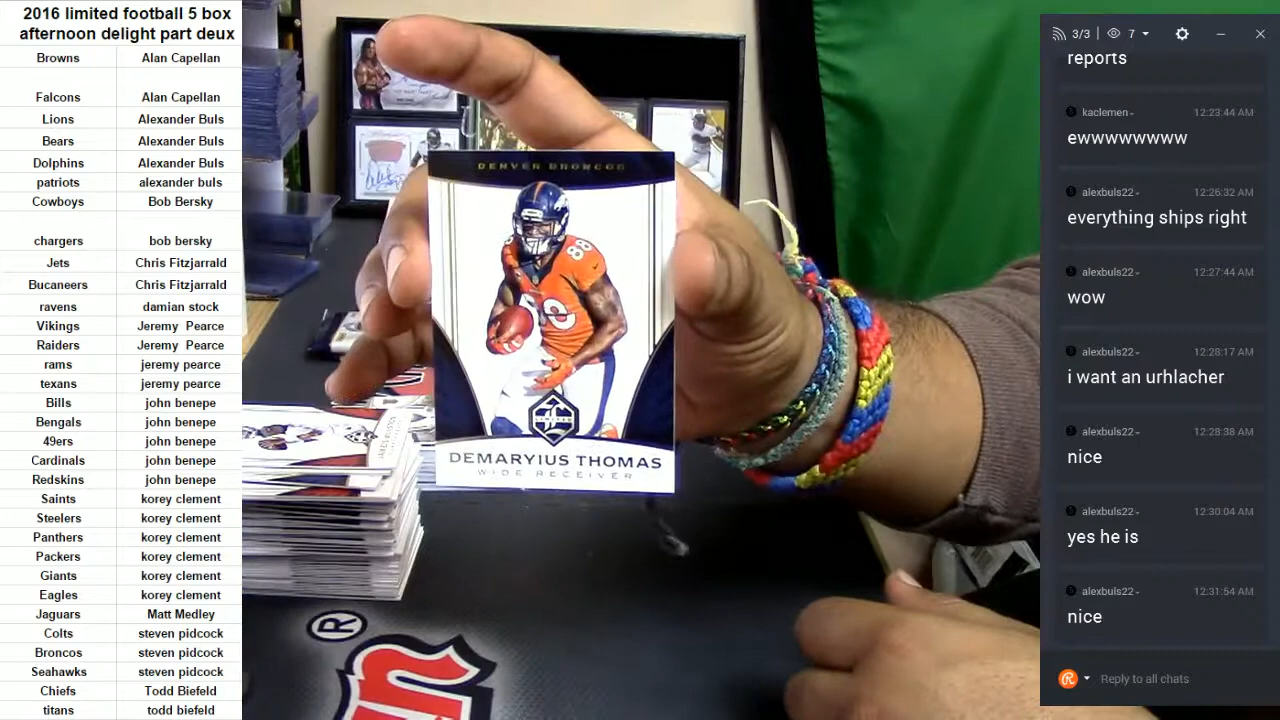 2016 limited football 5 box
afternoon delight part deux
Browns Alan Capellan
Falcons Alan Capellan
Lions Alexander Buls
Bears Alexander Buls
Dolphins Alexander Buls
patriots alexander buls
Cowboys Bob Bersky
chargers bob bersky
Jets Chris Fitzjarrald
Bucaneers Chris Fitzjarrald
ravens damian stock
Vikings Jeremy Pearce
Raiders Jeremy Pearce
rams jeremy pearce
texans jeremy pearce
Bills john benepe
Bengals john benepe
49ers john benepe
Cardinals john benepe
Redskins john benepe
Saints korey clement
Steelers korey clement
Panthers korey clement
Packers korey clement
Giants korey clement
Eagles korey clement
Jaguars Matt Medley
Colts steven pidcock
Broncos steven pidcock
Seahawks steven pidcock
Chiefs Todd Biefeld
titans todd biefeld
DENVER BRONCOS
88
88
LIMITED
DEMARYIUS THOMAS
WIDE RECEIVER
®
3/3 7
reports
kaclemen 12:23:44 AM
ewwwwwwww
alexbuls22 12:26:32 AM
everything ships right
alexbuls22 12:27:44 AM
wow
alexbuls22 12:28:17 AM
i want an urhlacher
alexbuls22 12:28:38 AM
nice
alexbuls22 12:30:04 AM
yes he is
alexbuls22 12:31:54 AM
nice
Reply to all chats